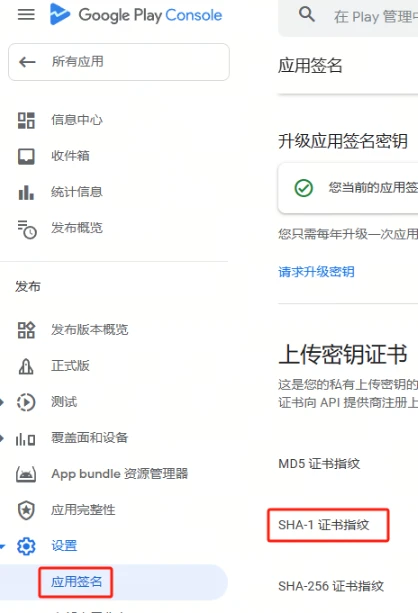 Google Play Console
所有应用
信息中心
收件箱
统计信息
发布概览
发布
发布版本概览
正式版
测试
覆盖面和设备
App bundle 资源管理器
应用完整性
设置
应用签名
在 Play 管理中
应用签名
升级应用签名密钥
您当前的应用签
您只需每年升级一次应用
请求升级密钥
上传密钥证书
这是您的私有上传密钥的
证书向 API 提供商注册上
MD5 证书指纹
SHA-1 证书指纹
SHA-256 证书指纹